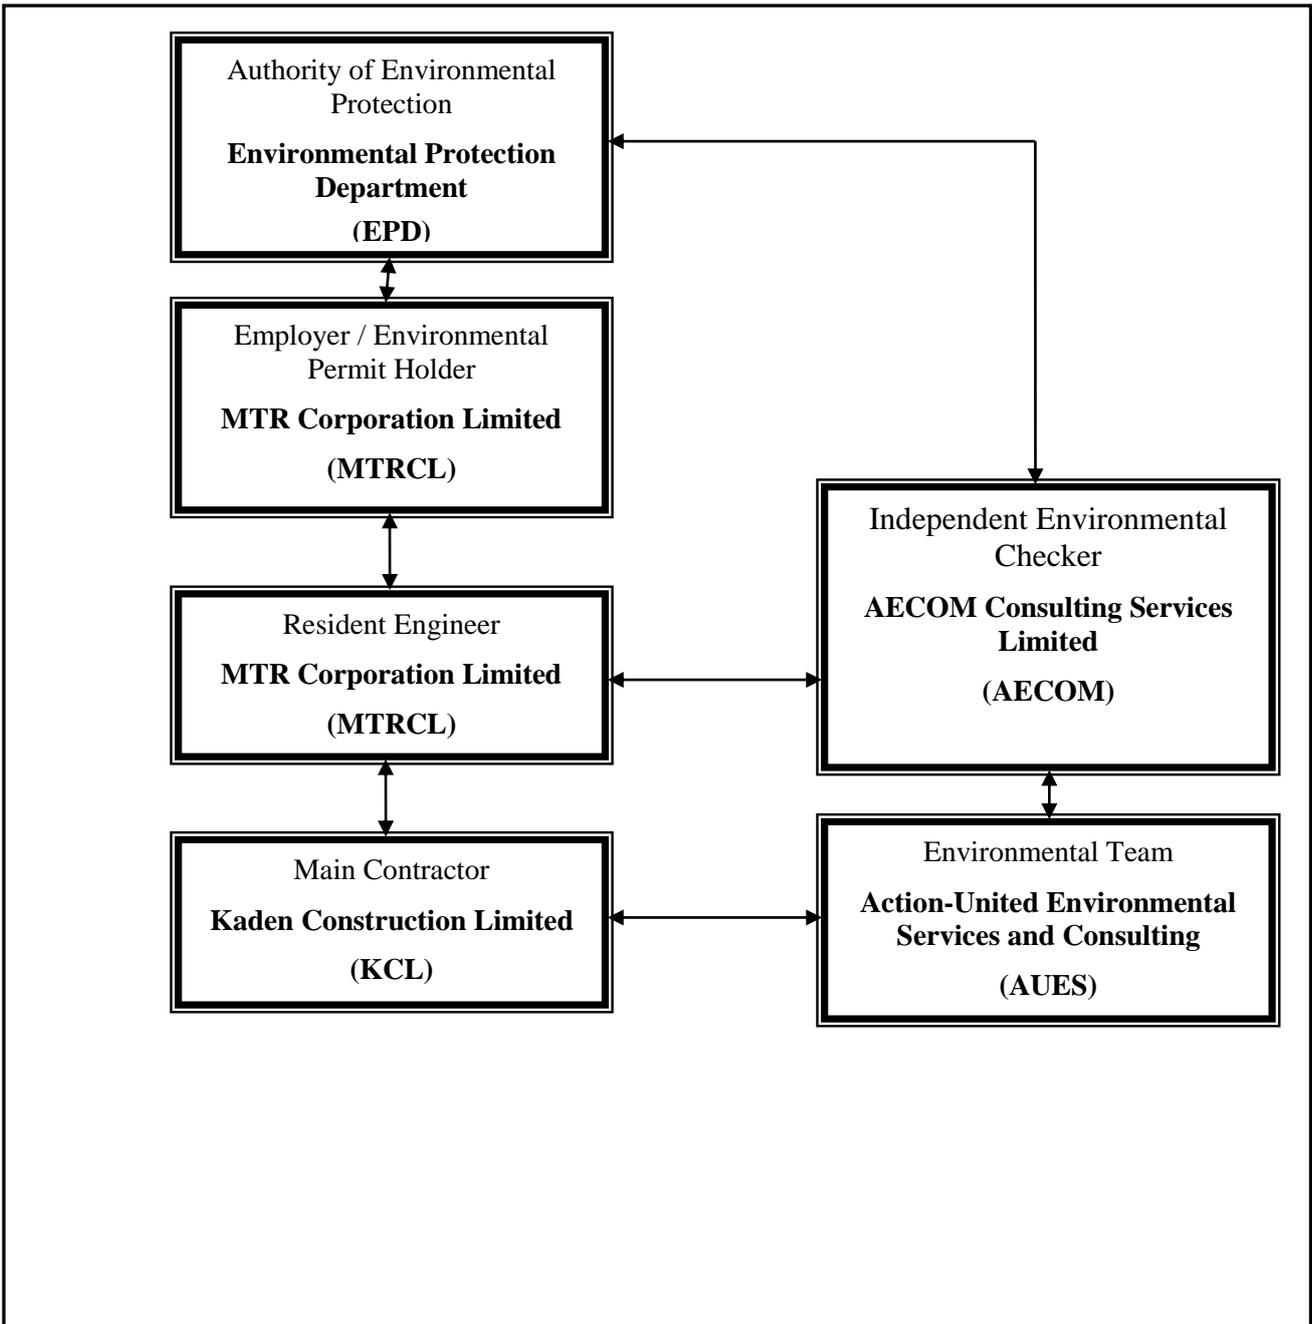 Authority of Environmental
Protection
Environmental Protection
Department
(EPD)
Employer / Environmental
Permit Holder
MTR Corporation Limited
(MTRCL)
Resident Engineer
MTR Corporation Limited
(MTRCL)
Main Contractor
Kaden Construction Limited
(KCL)
Independent Environmental
Checker
AECOM Consulting Services
Limited
(AECOM)
Environmental Team
Action-United Environmental
Services and Consulting
(AUES)